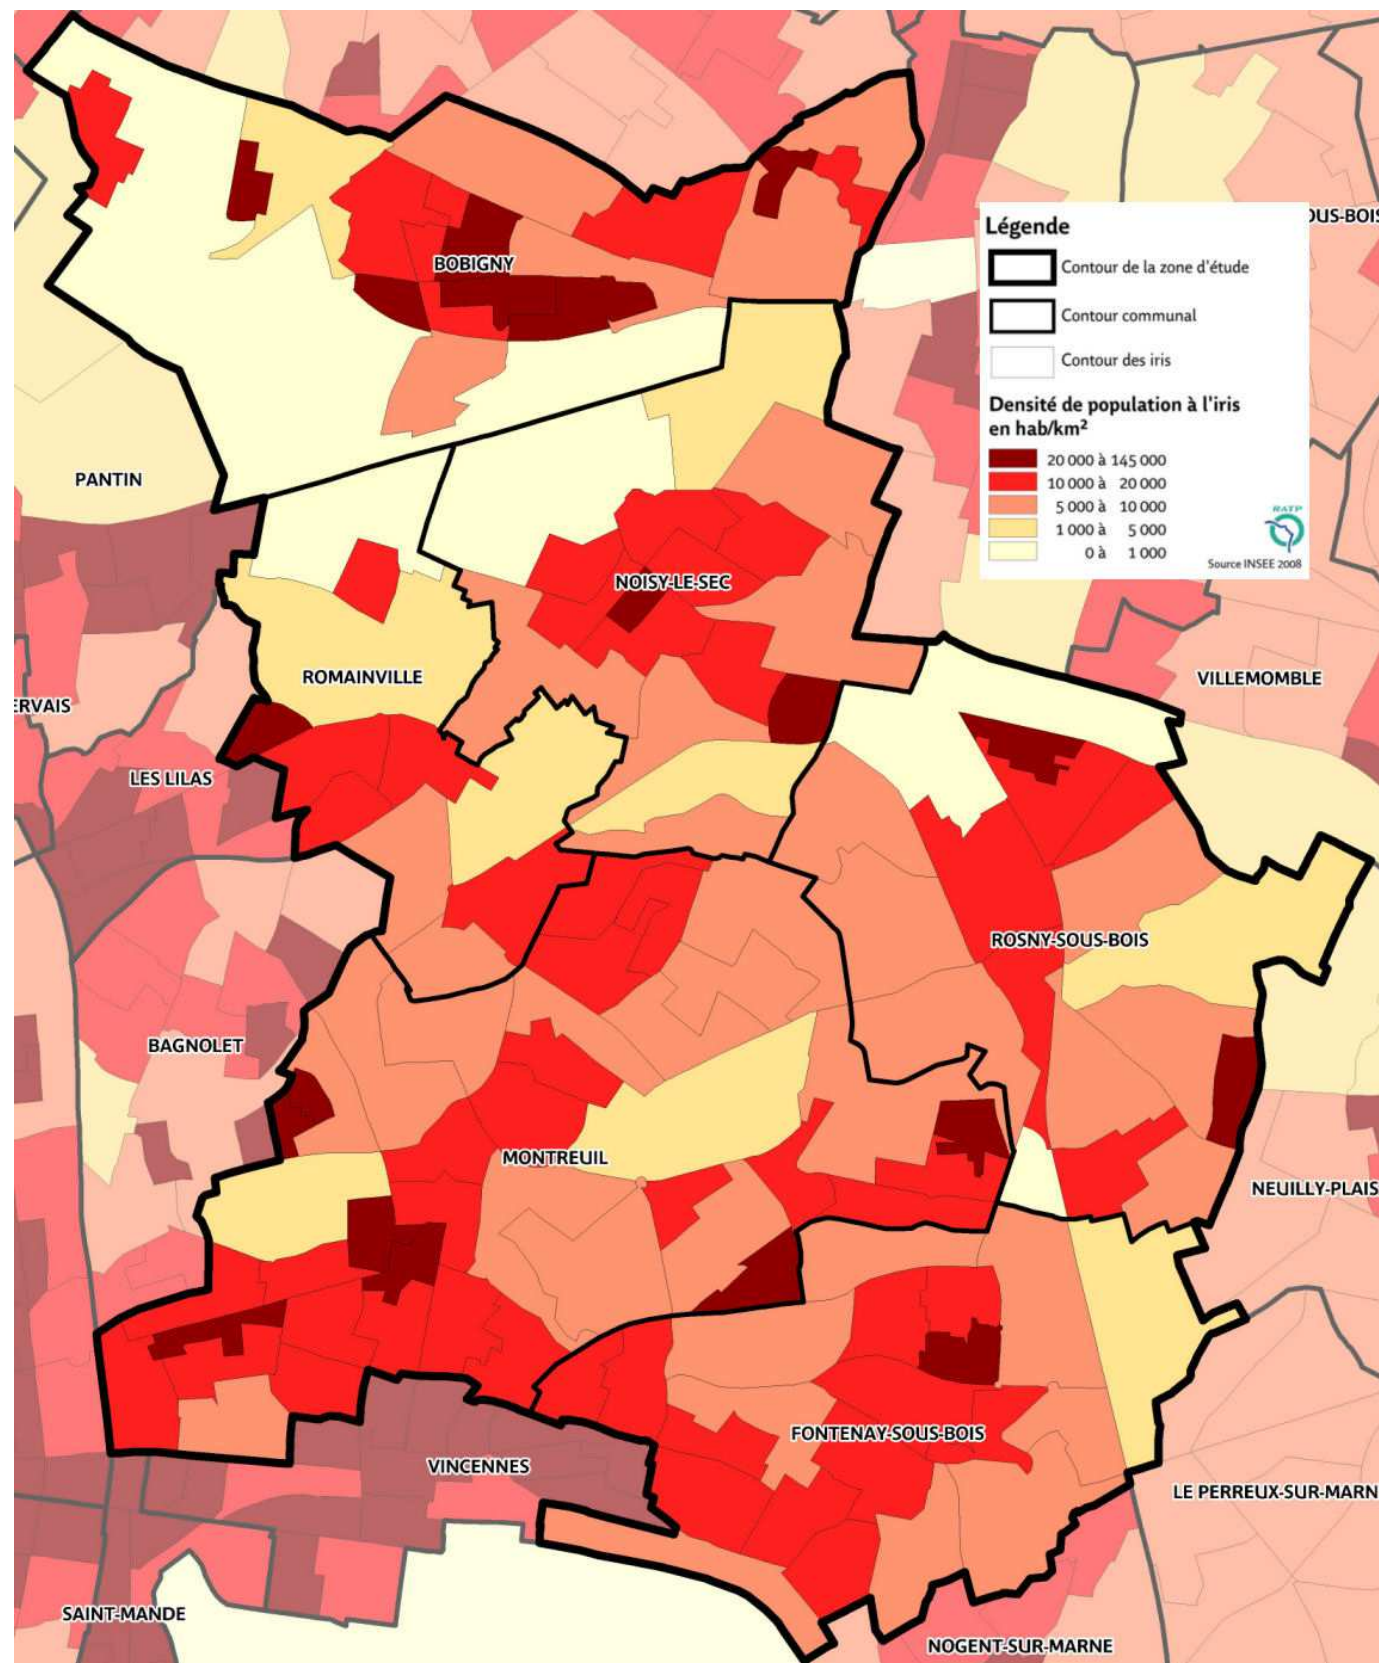 OUS-BOIS
Légende
Contour de la zone d'étude
Contour communal
Contour des iris
Densité de population à l'iris
en hab/km²
20 000 à 145 000
10 000 à 20 000
5 000 à 10 000
1 000 à 5 000
0 à 1 000
RATP
Source INSEE 2008
BOBIGNY
PANTIN
NOISY-LE-SEC
ROMAINVILLE
VILLEMOMBLE
ERVAIS
LES LILAS
ROSNY-SOUS-BOIS
BAGNOLET
MONTREUIL
NEUILLY-PLAIS
FONTENAY-SOUS-BOIS
VINCENNES
LE PERREUX-SUR-MARN
SAINT-MANDE
NOGENT-SUR-MARNE